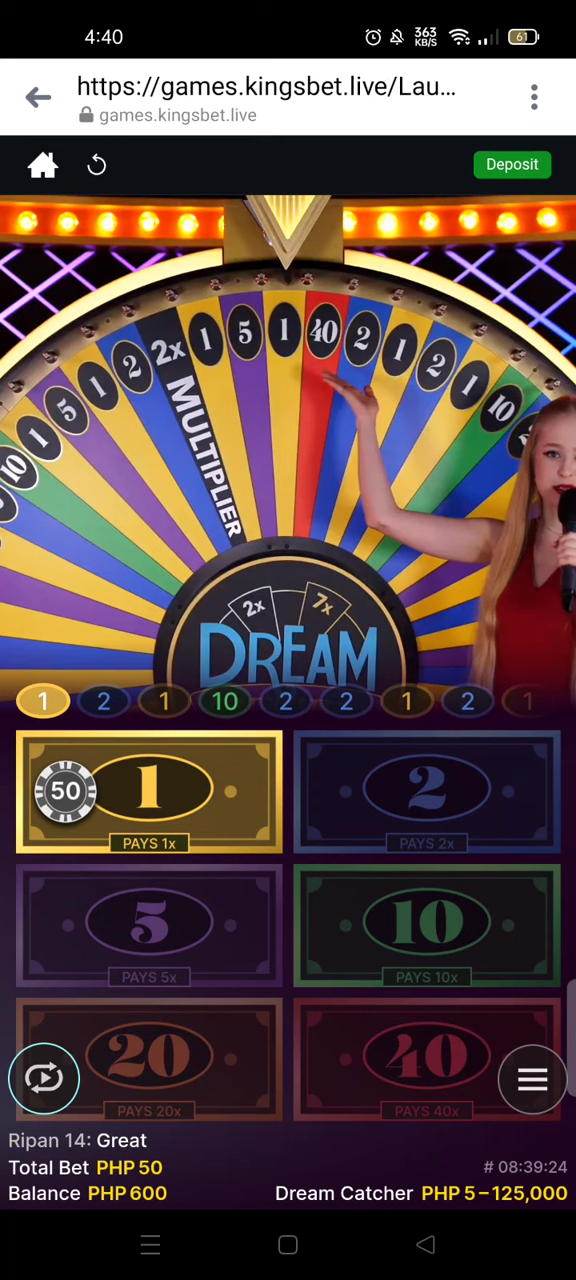 4:40
363
KB/S
61
https://games.kingsbet.live/Lau...
games.kingsbet.live
Deposit
10 1 5 1 2 2x 1 5 1 40 2 1 2 1 10
MULTIPLIER
2x 7x
DREAM
1 2 1 10 2 2 1 2 1
50 1 2
PAYS 1x PAYS 2x
5 10
PAYS 5x PAYS 10x
20 40
PAYS 20x PAYS 40x
Ripan 14: Great
Total Bet PHP 50 # 08:39:24
Balance PHP 600 Dream Catcher PHP 5–125,000